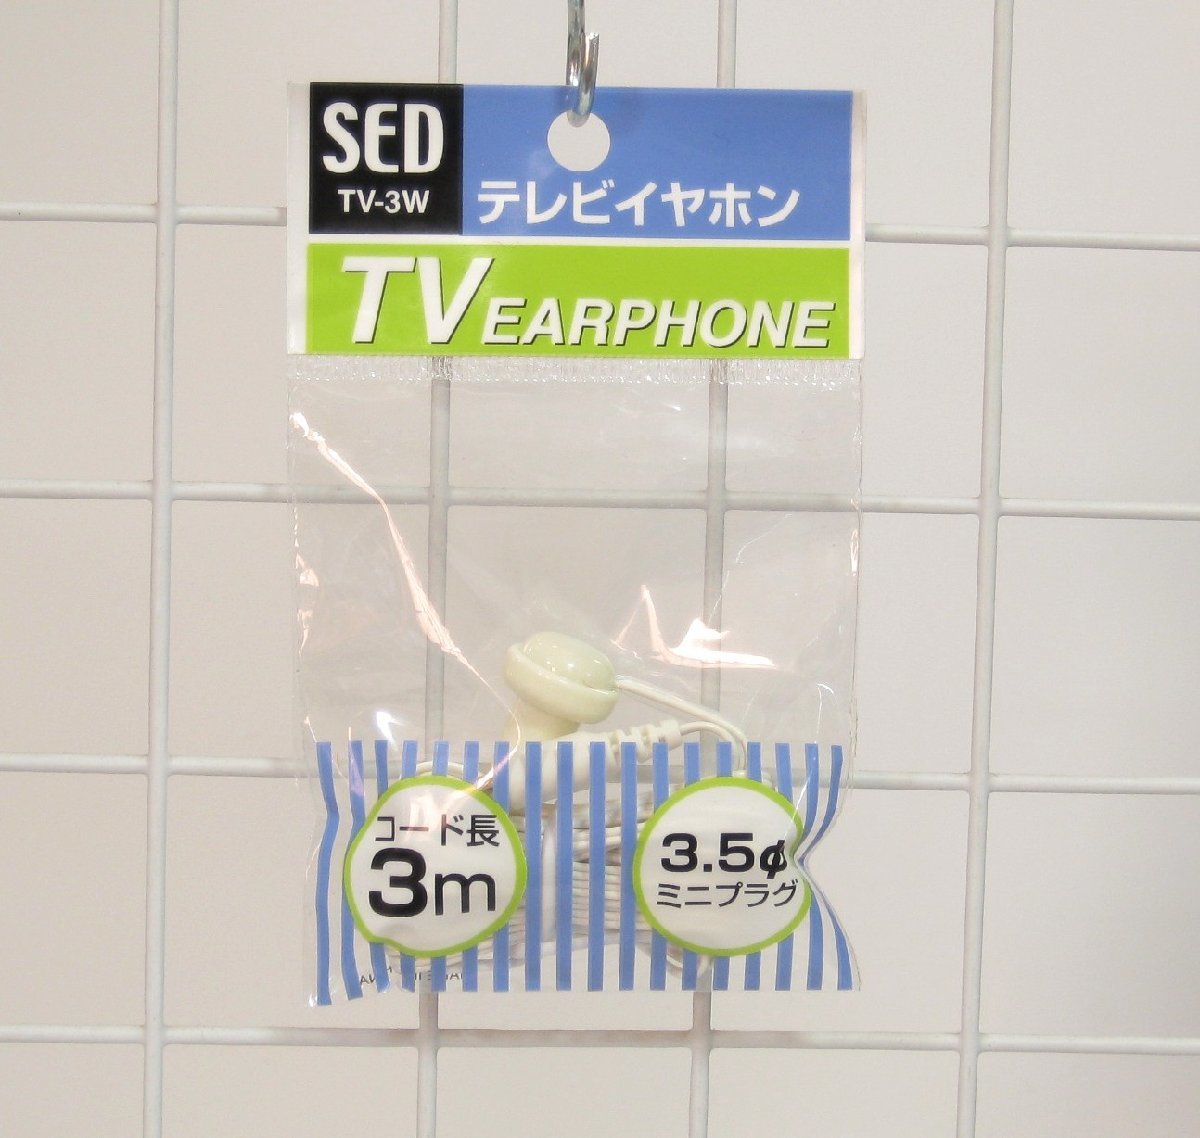 SED
TV-3W
テレビイヤホン
TV EARPHONE
コード長
3m
3.5φ
ミニプラグ